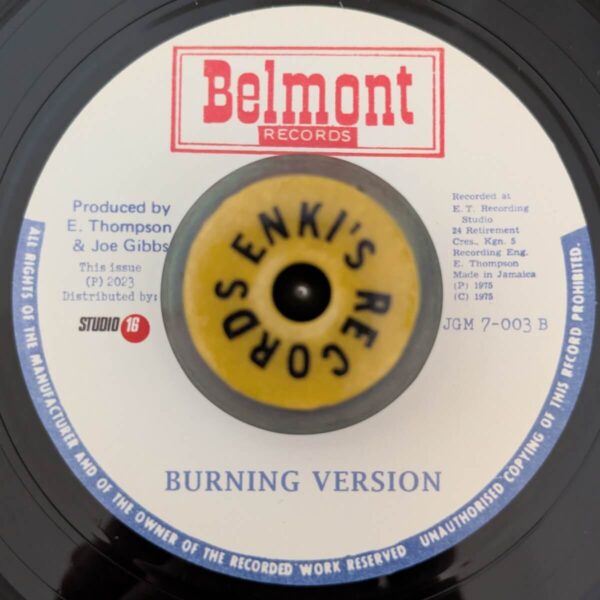 Belmont
RECORDS
Produced by
E. Thompson
& Joe Gibbs
This issue
(P) 2023
Distributed by:
STUDIO 16
ENKI'S RECORDS
Recorded at
E. T. Recording
Studio
24 Retirement
Cres., Kgn. 5
Recording Eng.
E. Thompson
Made in Jamaica
(P) 1975
(C) 1975
JGM 7-003 B
BURNING VERSION
ALL RIGHTS OF THE MANUFACTURER AND OF THE OWNER OF THE RECORDED WORK RESERVED UNAUTHORISED COPYING OF THIS RECORD PROHIBITED.